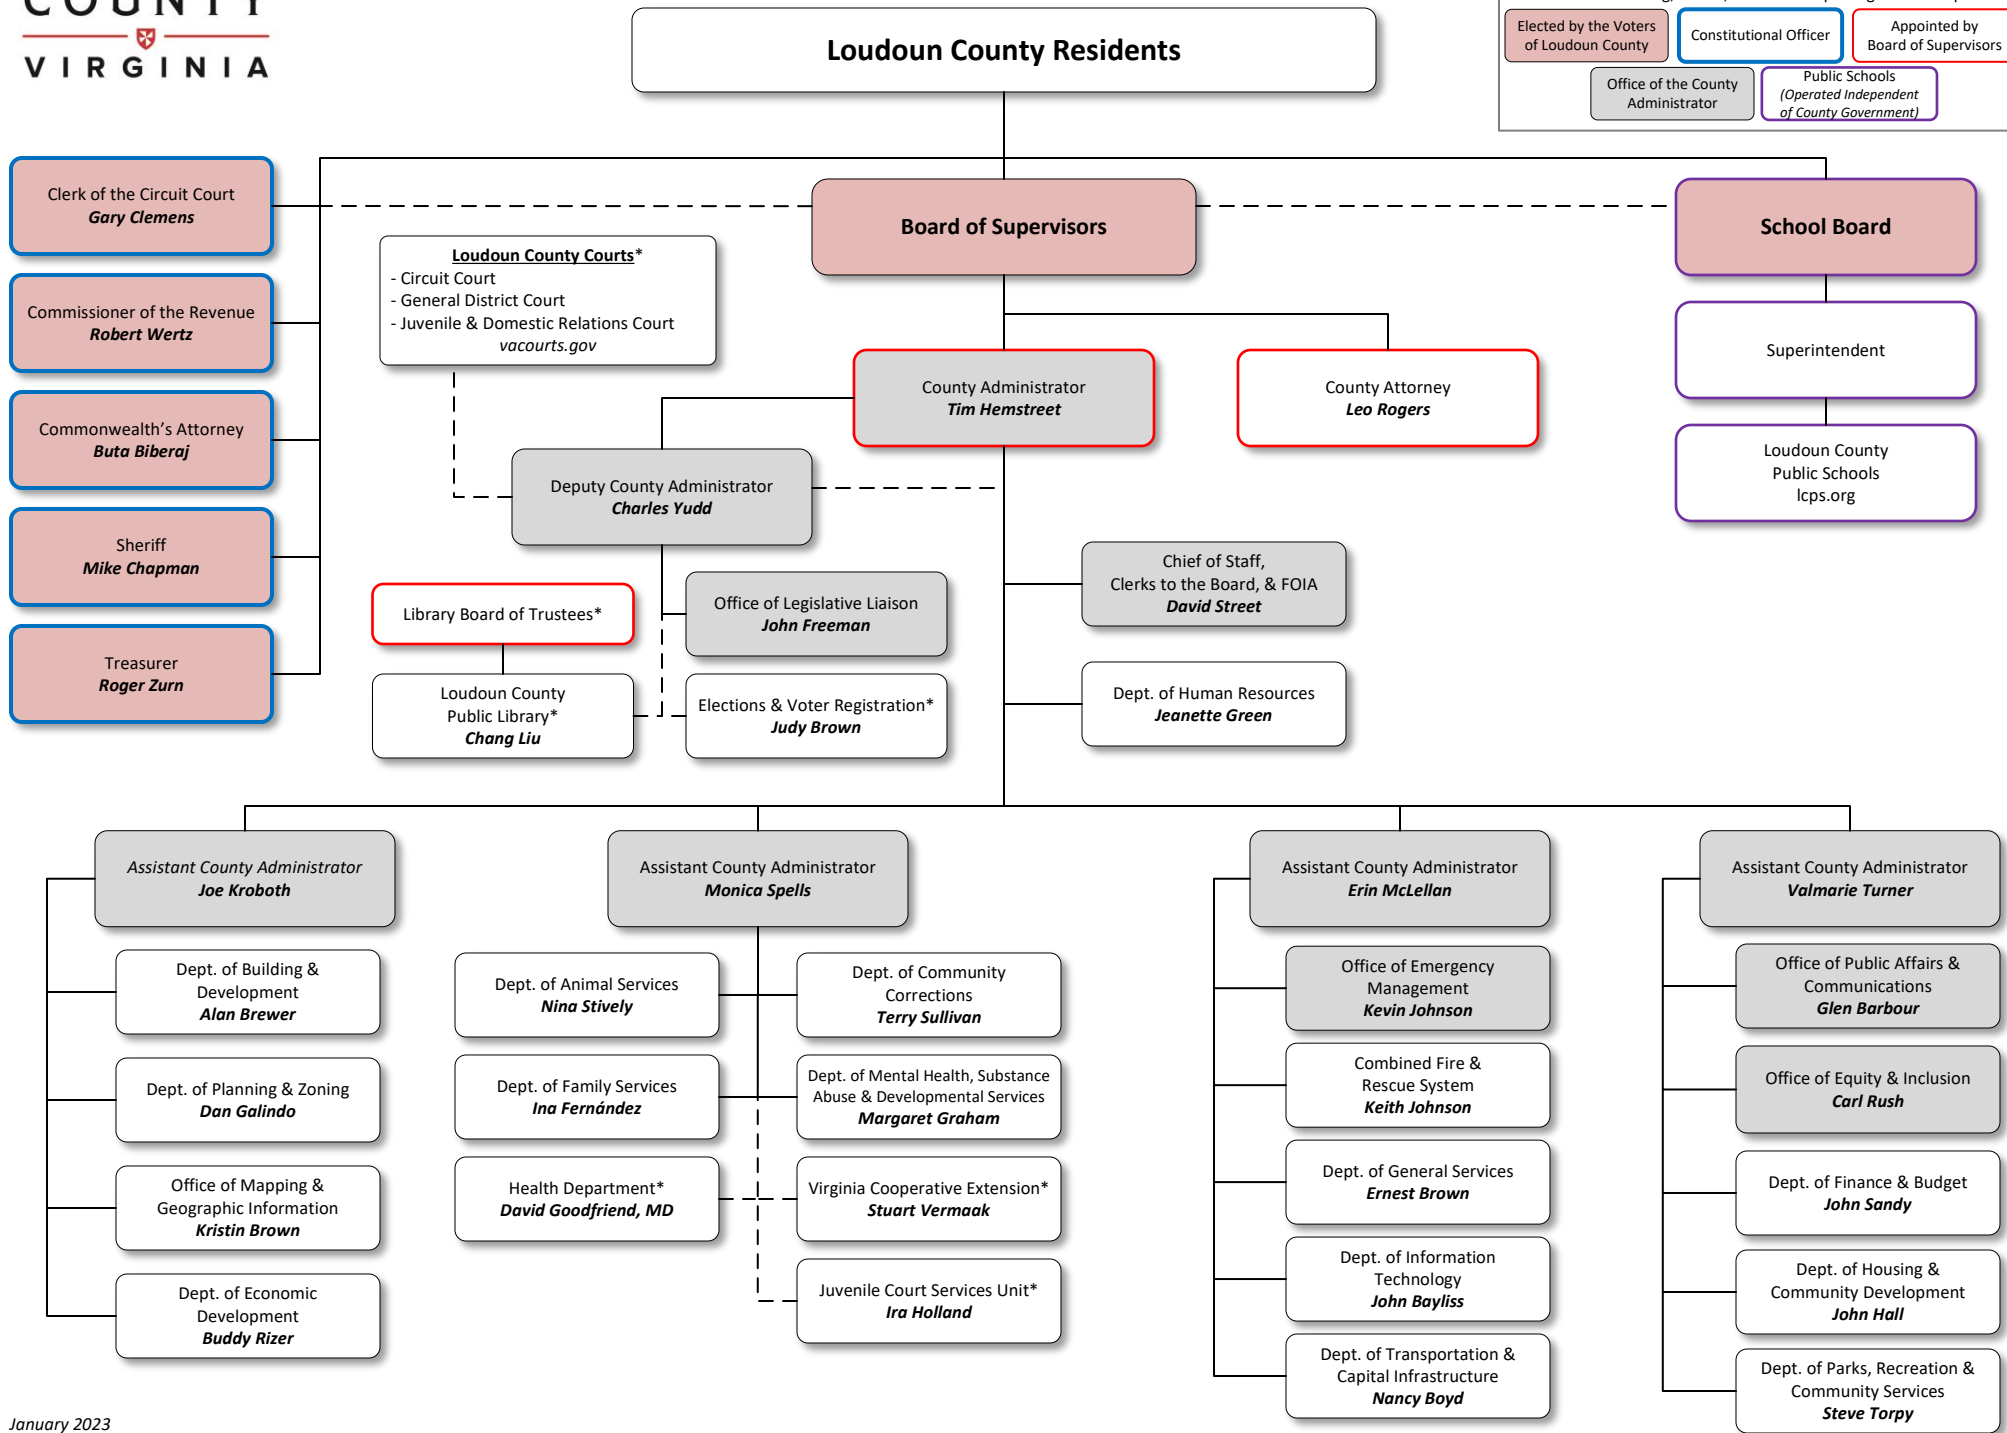 COUNTY
VIRGINIA
Loudoun County Residents
Elected by the Voters
of Loudoun County
Constitutional Officer
Appointed by
Board of Supervisors
Office of the County
Administrator
Public Schools
(Operated Independent
of County Government)
Clerk of the Circuit Court
Gary Clemens
Board of Supervisors
School Board
Loudoun County Courts*
- Circuit Court
- General District Court
- Juvenile & Domestic Relations Court
vacourts.gov
Commissioner of the Revenue
Robert Wertz
Superintendent
County Administrator
Tim Hemstreet
County Attorney
Leo Rogers
Commonwealth's Attorney
Buta Biberaj
Loudoun County
Public Schools
lcps.org
Deputy County Administrator
Charles Yudd
Sheriff
Mike Chapman
Chief of Staff,
Clerks to the Board, & FOIA
David Street
Library Board of Trustees*
Office of Legislative Liaison
John Freeman
Treasurer
Roger Zurn
Loudoun County
Public Library*
Chang Liu
Elections & Voter Registration*
Judy Brown
Dept. of Human Resources
Jeanette Green
Assistant County Administrator
Joe Kroboth
Assistant County Administrator
Monica Spells
Assistant County Administrator
Erin McLellan
Assistant County Administrator
Valmarie Turner
Dept. of Building &
Development
Alan Brewer
Dept. of Planning & Zoning
Dan Galindo
Office of Mapping &
Geographic Information
Kristin Brown
Dept. of Economic
Development
Buddy Rizer
Dept. of Animal Services
Nina Stively
Dept. of Family Services
Ina Fernández
Health Department*
David Goodfriend, MD
Dept. of Community
Corrections
Terry Sullivan
Dept. of Mental Health, Substance
Abuse & Developmental Services
Margaret Graham
Virginia Cooperative Extension*
Stuart Vermaak
Juvenile Court Services Unit*
Ira Holland
Office of Emergency
Management
Kevin Johnson
Combined Fire &
Rescue System
Keith Johnson
Dept. of General Services
Ernest Brown
Dept. of Information
Technology
John Bayliss
Dept. of Transportation &
Capital Infrastructure
Nancy Boyd
Office of Public Affairs &
Communications
Glen Barbour
Office of Equity & Inclusion
Carl Rush
Dept. of Finance & Budget
John Sandy
Dept. of Housing &
Community Development
John Hall
Dept. of Parks, Recreation &
Community Services
Steve Torpy
January 2023